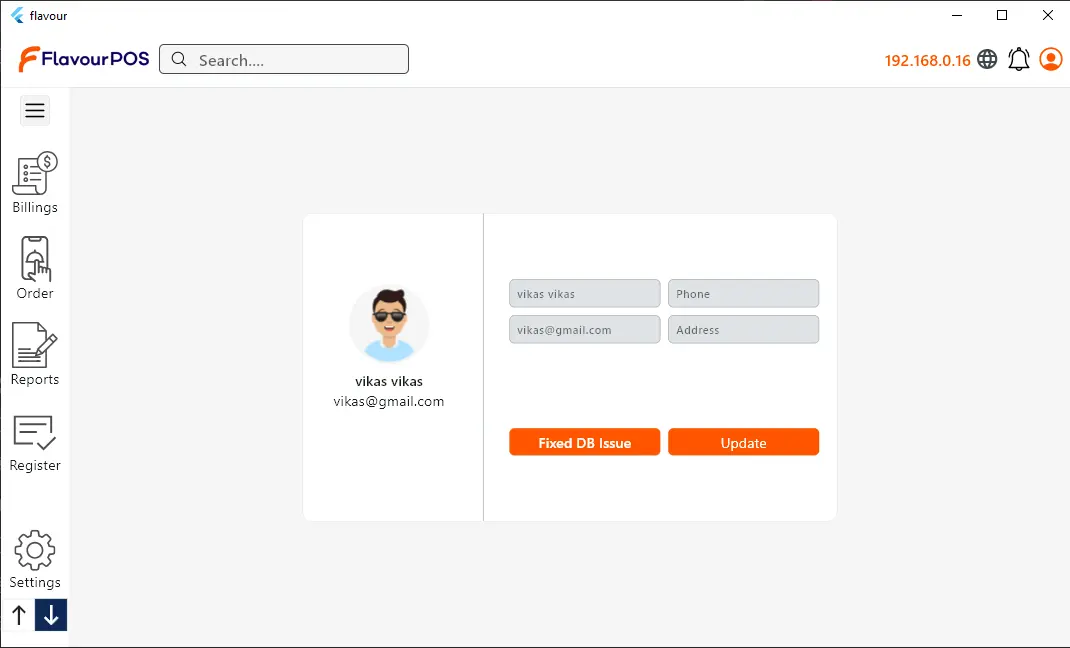 flavour
FlavourPOS
Search....
192.168.0.16
$
Billings
Order
Reports
Register
Settings
vikas vikas
vikas@gmail.com
vikas vikas
Phone
vikas@gmail.com
Address
Fixed DB Issue
Update